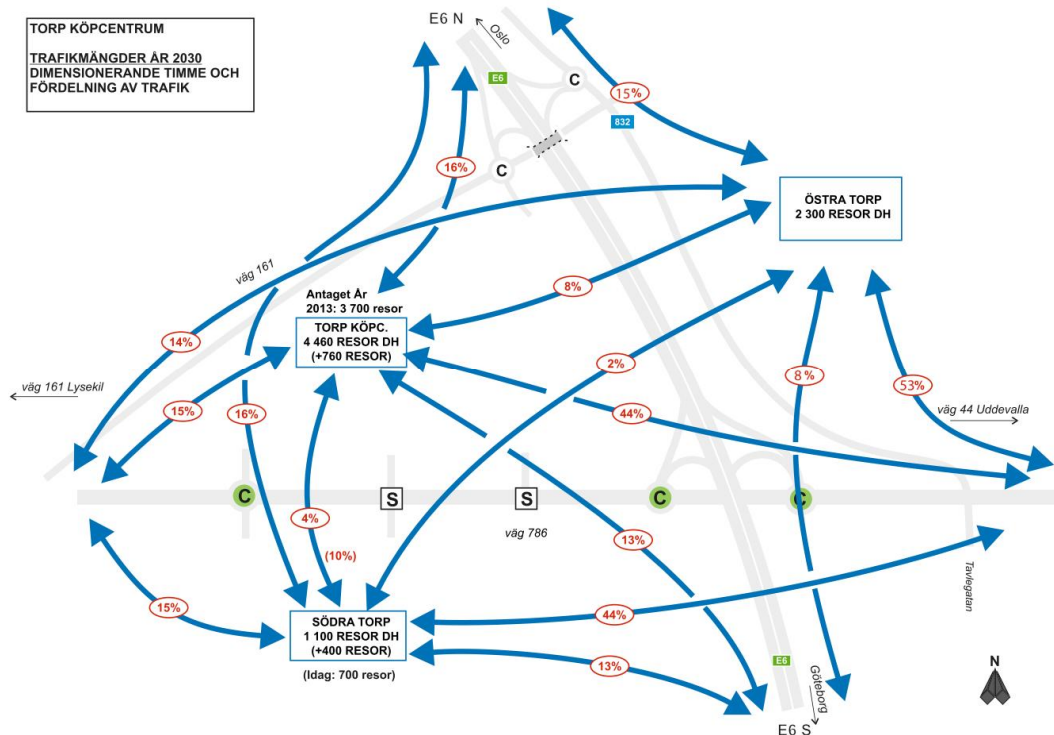 TORP KÖPCENTRUM
TRAFIKMÄNGDER ÅR 2030
DIMENSIONERANDE TIMME OCH
FÖRDELNING AV TRAFIK
E6 N
Oslo
E6
C
15%
832
16%
C
ÖSTRA TORP
2 300 RESOR DH
väg 161
8%
Antaget År
2013: 3 700 resor
TORP KÖPC.
4 460 RESOR DH
(+760 RESOR)
14%
2%
8%
53%
väg 161 Lysekil
15%
16%
44%
väg 44 Uddevalla
C
S
S
C
C
4%
väg 786
13%
(10%)
Tavlegatan
15%
SÖDRA TORP
1 100 RESOR DH
(+400 RESOR)
44%
13%
E6
(Idag: 700 resor)
Göteborg
N
E6 S